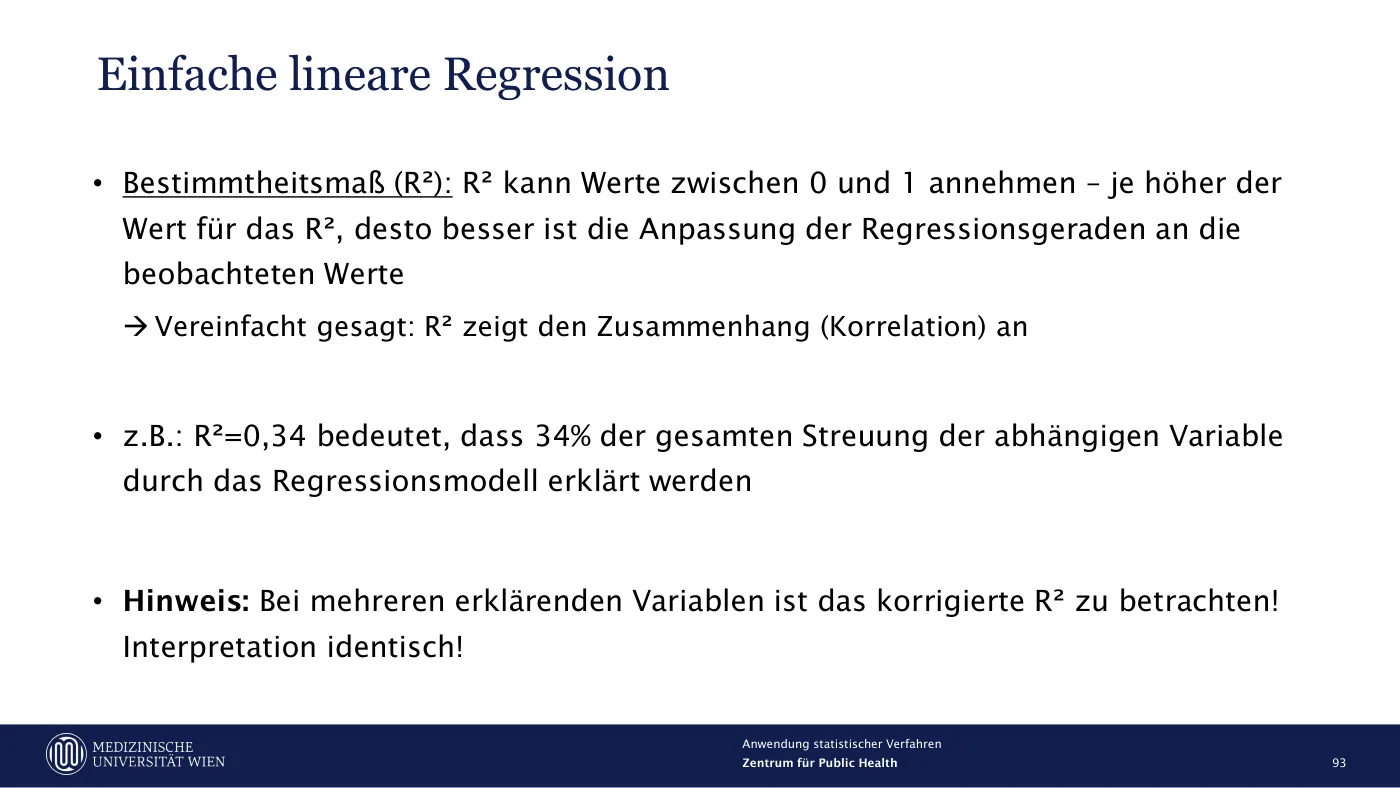 Einfache lineare Regression
• Bestimmtheitsmaß (R²): R² kann Werte zwischen 0 und 1 annehmen – je höher der
Wert für das R², desto besser ist die Anpassung der Regressionsgeraden an die
beobachteten Werte
→ Vereinfacht gesagt: R² zeigt den Zusammenhang (Korrelation) an
• z.B.: R²=0,34 bedeutet, dass 34% der gesamten Streuung der abhängigen Variable
durch das Regressionsmodell erklärt werden
• Hinweis: Bei mehreren erklärenden Variablen ist das korrigierte R² zu betrachten!
Interpretation identisch!
MEDIZINISCHE
UNIVERSITÄT WIEN
Anwendung statistischer Verfahren
Zentrum für Public Health
93